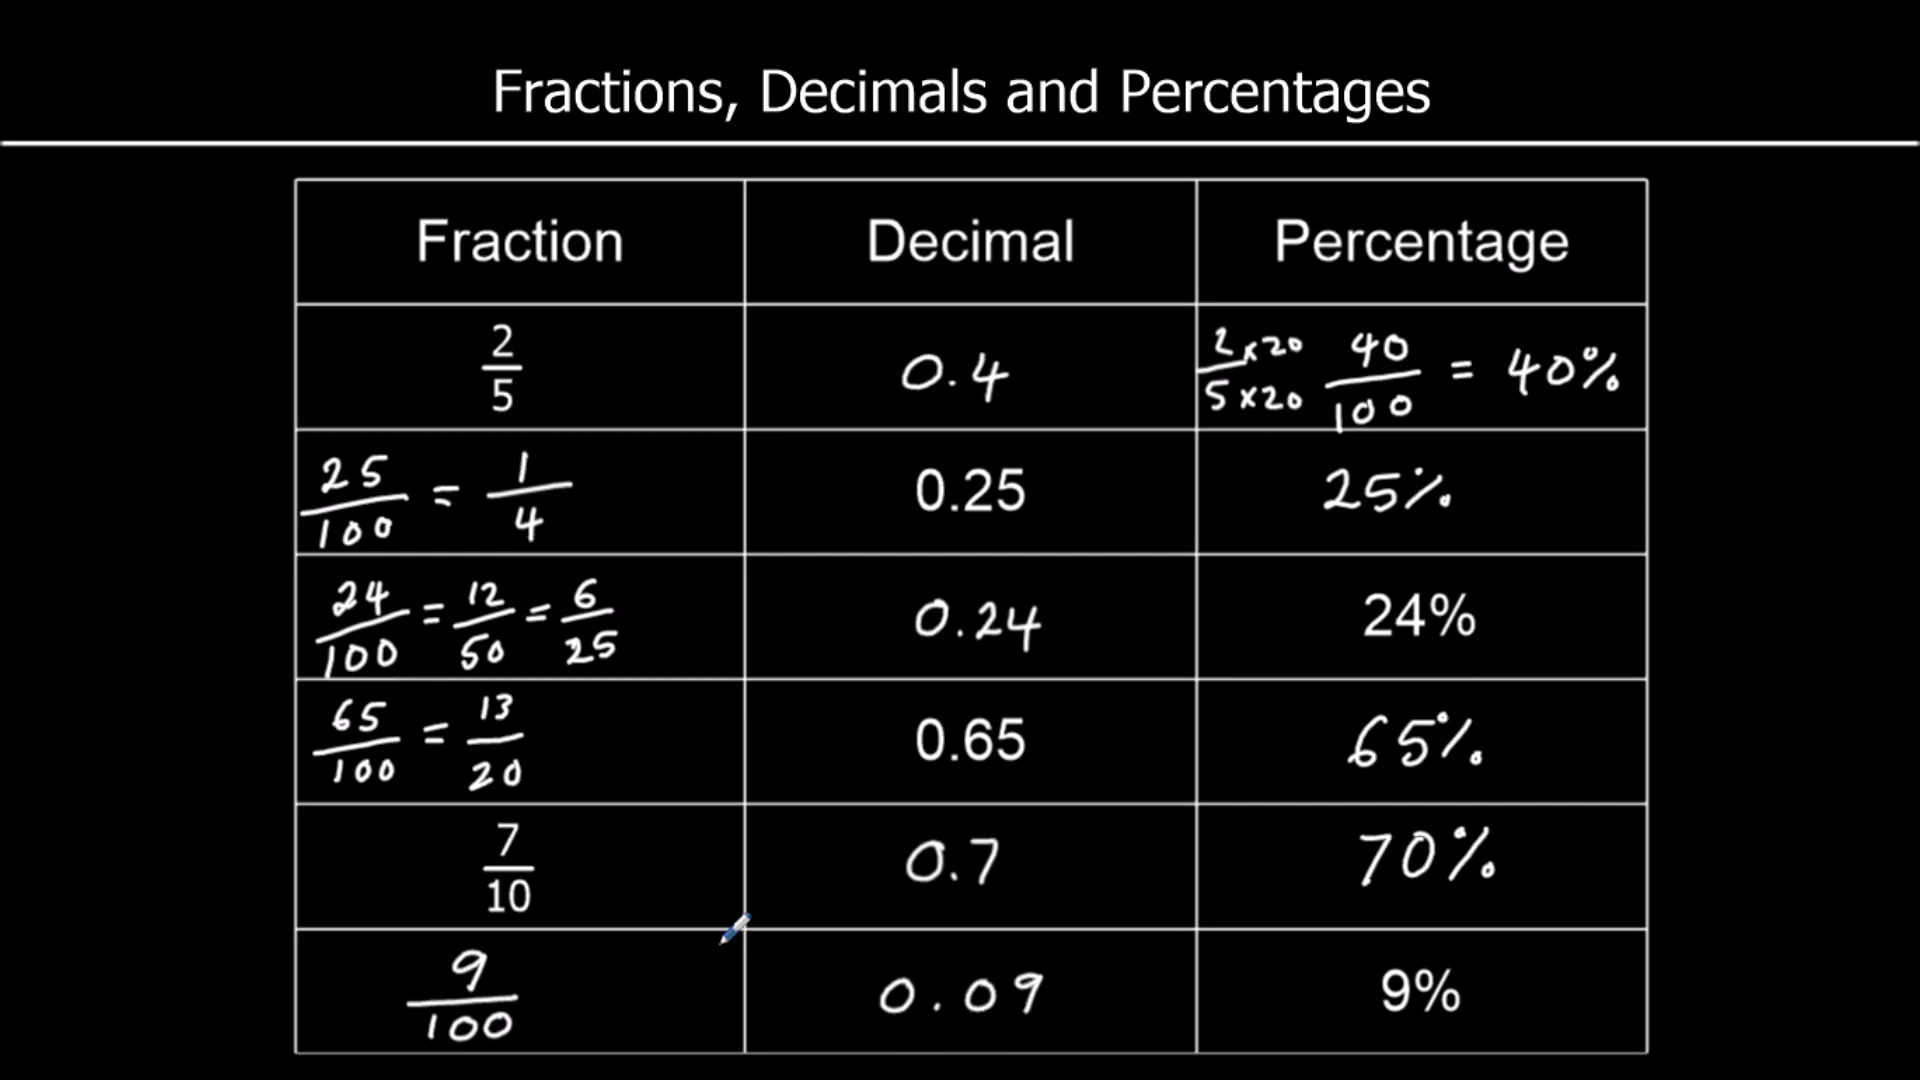 Fractions, Decimals and Percentages
Fraction Decimal Percentage
2/5 0.4 2×20/5×20 40/100 = 40%
25/100 = 1/4 0.25 25%
24/100 = 12/50 = 6/25 0.24 24%
65/100 = 13/20 0.65 65%
7/10 0.7 70%
9/100 0.09 9%